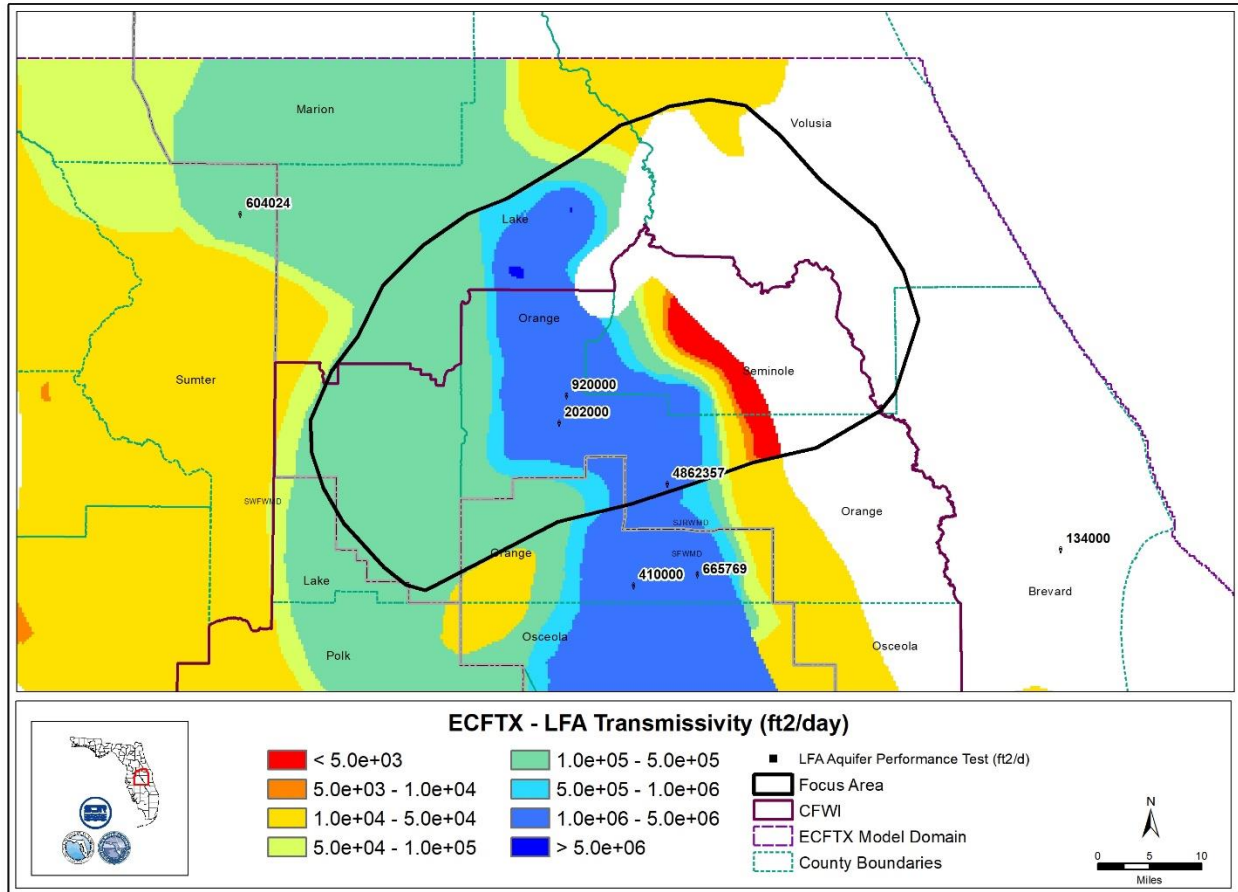 Marion
Volusia
604024
Lake
Orange
Sumter
Seminole
920000
202000
4862357
SWFWMD
Orange
SJRWMD
134000
Orange
SFWMD
665769
410000
Lake
Brevard
Osceola
Osceola
Polk
ECFTX - LFA Transmissivity (ft2/day)
< 5.0e+03
5.0e+03 - 1.0e+04
1.0e+04 - 5.0e+04
5.0e+04 - 1.0e+05
1.0e+05 - 5.0e+05
5.0e+05 - 1.0e+06
1.0e+06 - 5.0e+06
> 5.0e+06
LFA Aquifer Performance Test (ft2/d)
Focus Area
CFWI
ECFTX Model Domain
County Boundaries
N
0 5 10
Miles